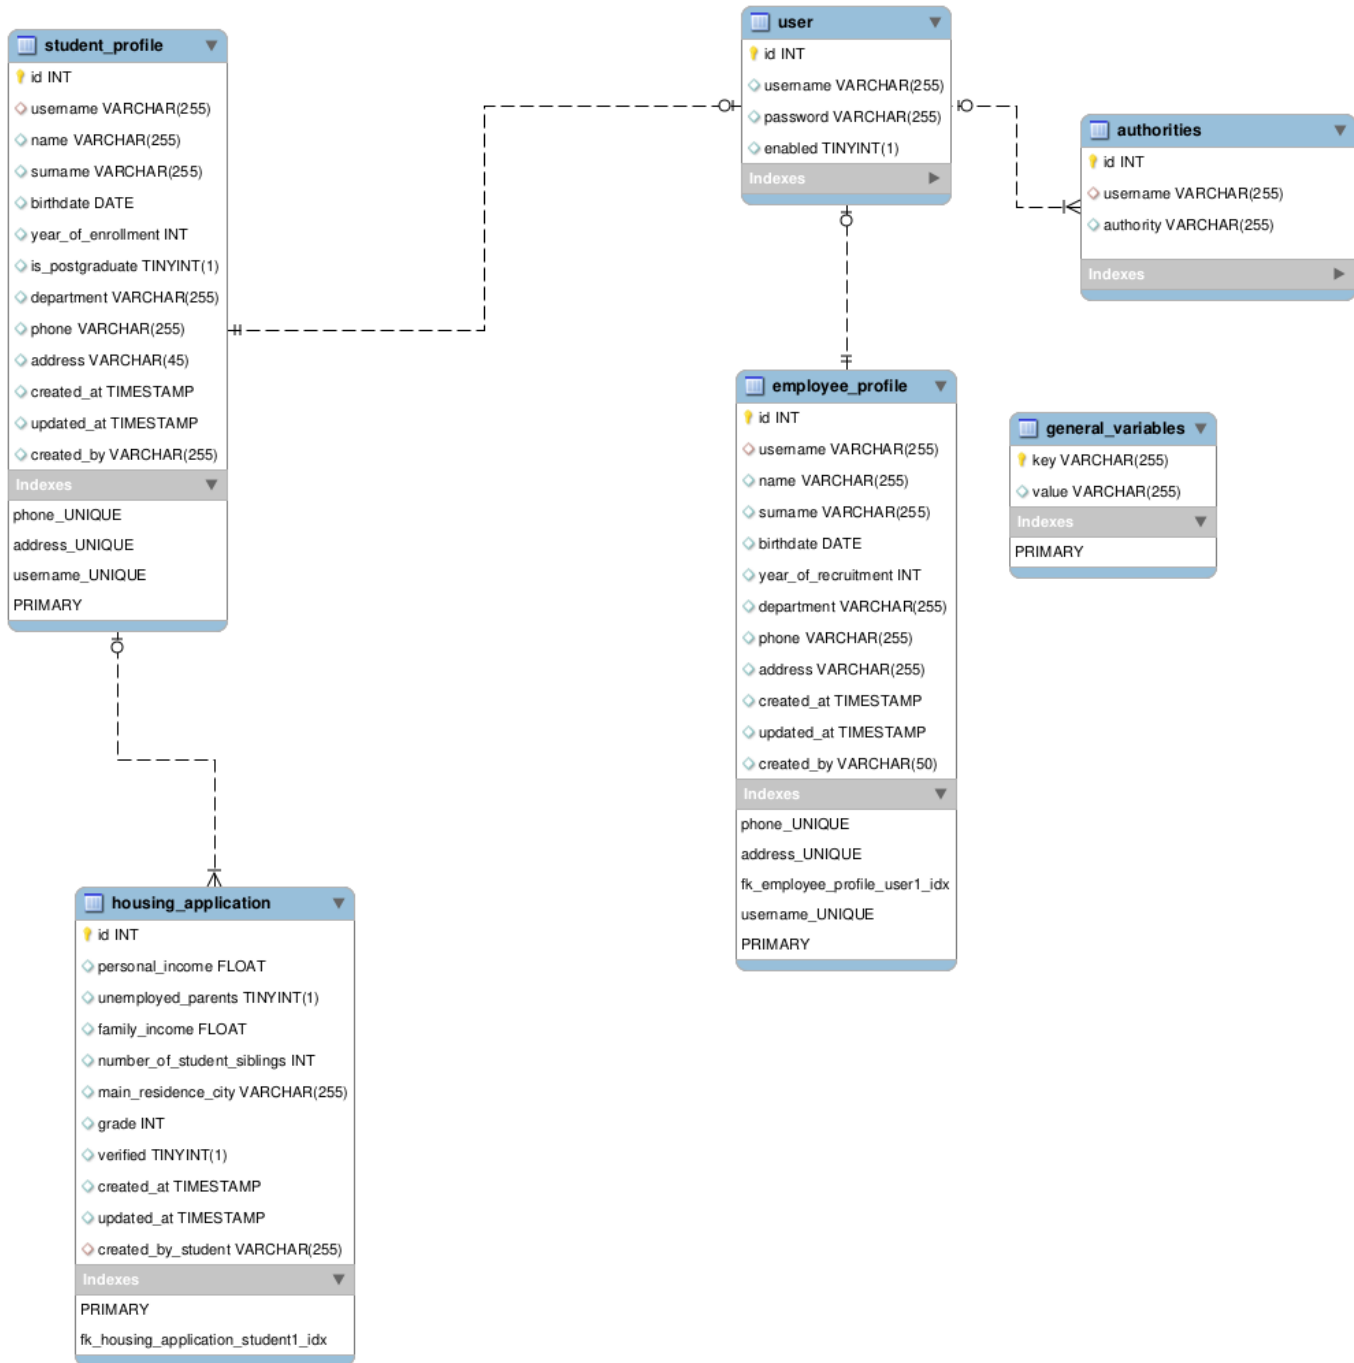 student_profile
id INT
username VARCHAR(255)
name VARCHAR(255)
surname VARCHAR(255)
birthdate DATE
year_of_enrollment INT
is_postgraduate TINYINT(1)
department VARCHAR(255)
phone VARCHAR(255)
address VARCHAR(45)
created_at TIMESTAMP
updated_at TIMESTAMP
created_by VARCHAR(255)
Indexes
phone_UNIQUE
address_UNIQUE
username_UNIQUE
PRIMARY
user
id INT
username VARCHAR(255)
password VARCHAR(255)
enabled TINYINT(1)
Indexes
authorities
id INT
username VARCHAR(255)
authority VARCHAR(255)
Indexes
employee_profile
id INT
username VARCHAR(255)
name VARCHAR(255)
surname VARCHAR(255)
birthdate DATE
year_of_recruitment INT
department VARCHAR(255)
phone VARCHAR(255)
address VARCHAR(255)
created_at TIMESTAMP
updated_at TIMESTAMP
created_by VARCHAR(50)
Indexes
phone_UNIQUE
address_UNIQUE
fk_employee_profile_user1_idx
username_UNIQUE
PRIMARY
general_variables
key VARCHAR(255)
value VARCHAR(255)
Indexes
PRIMARY
housing_application
id INT
personal_income FLOAT
unemployed_parents TINYINT(1)
family_income FLOAT
number_of_student_siblings INT
main_residence_city VARCHAR(255)
grade INT
verified TINYINT(1)
created_at TIMESTAMP
updated_at TIMESTAMP
created_by_student VARCHAR(255)
Indexes
PRIMARY
fk_housing_application_student1_idx